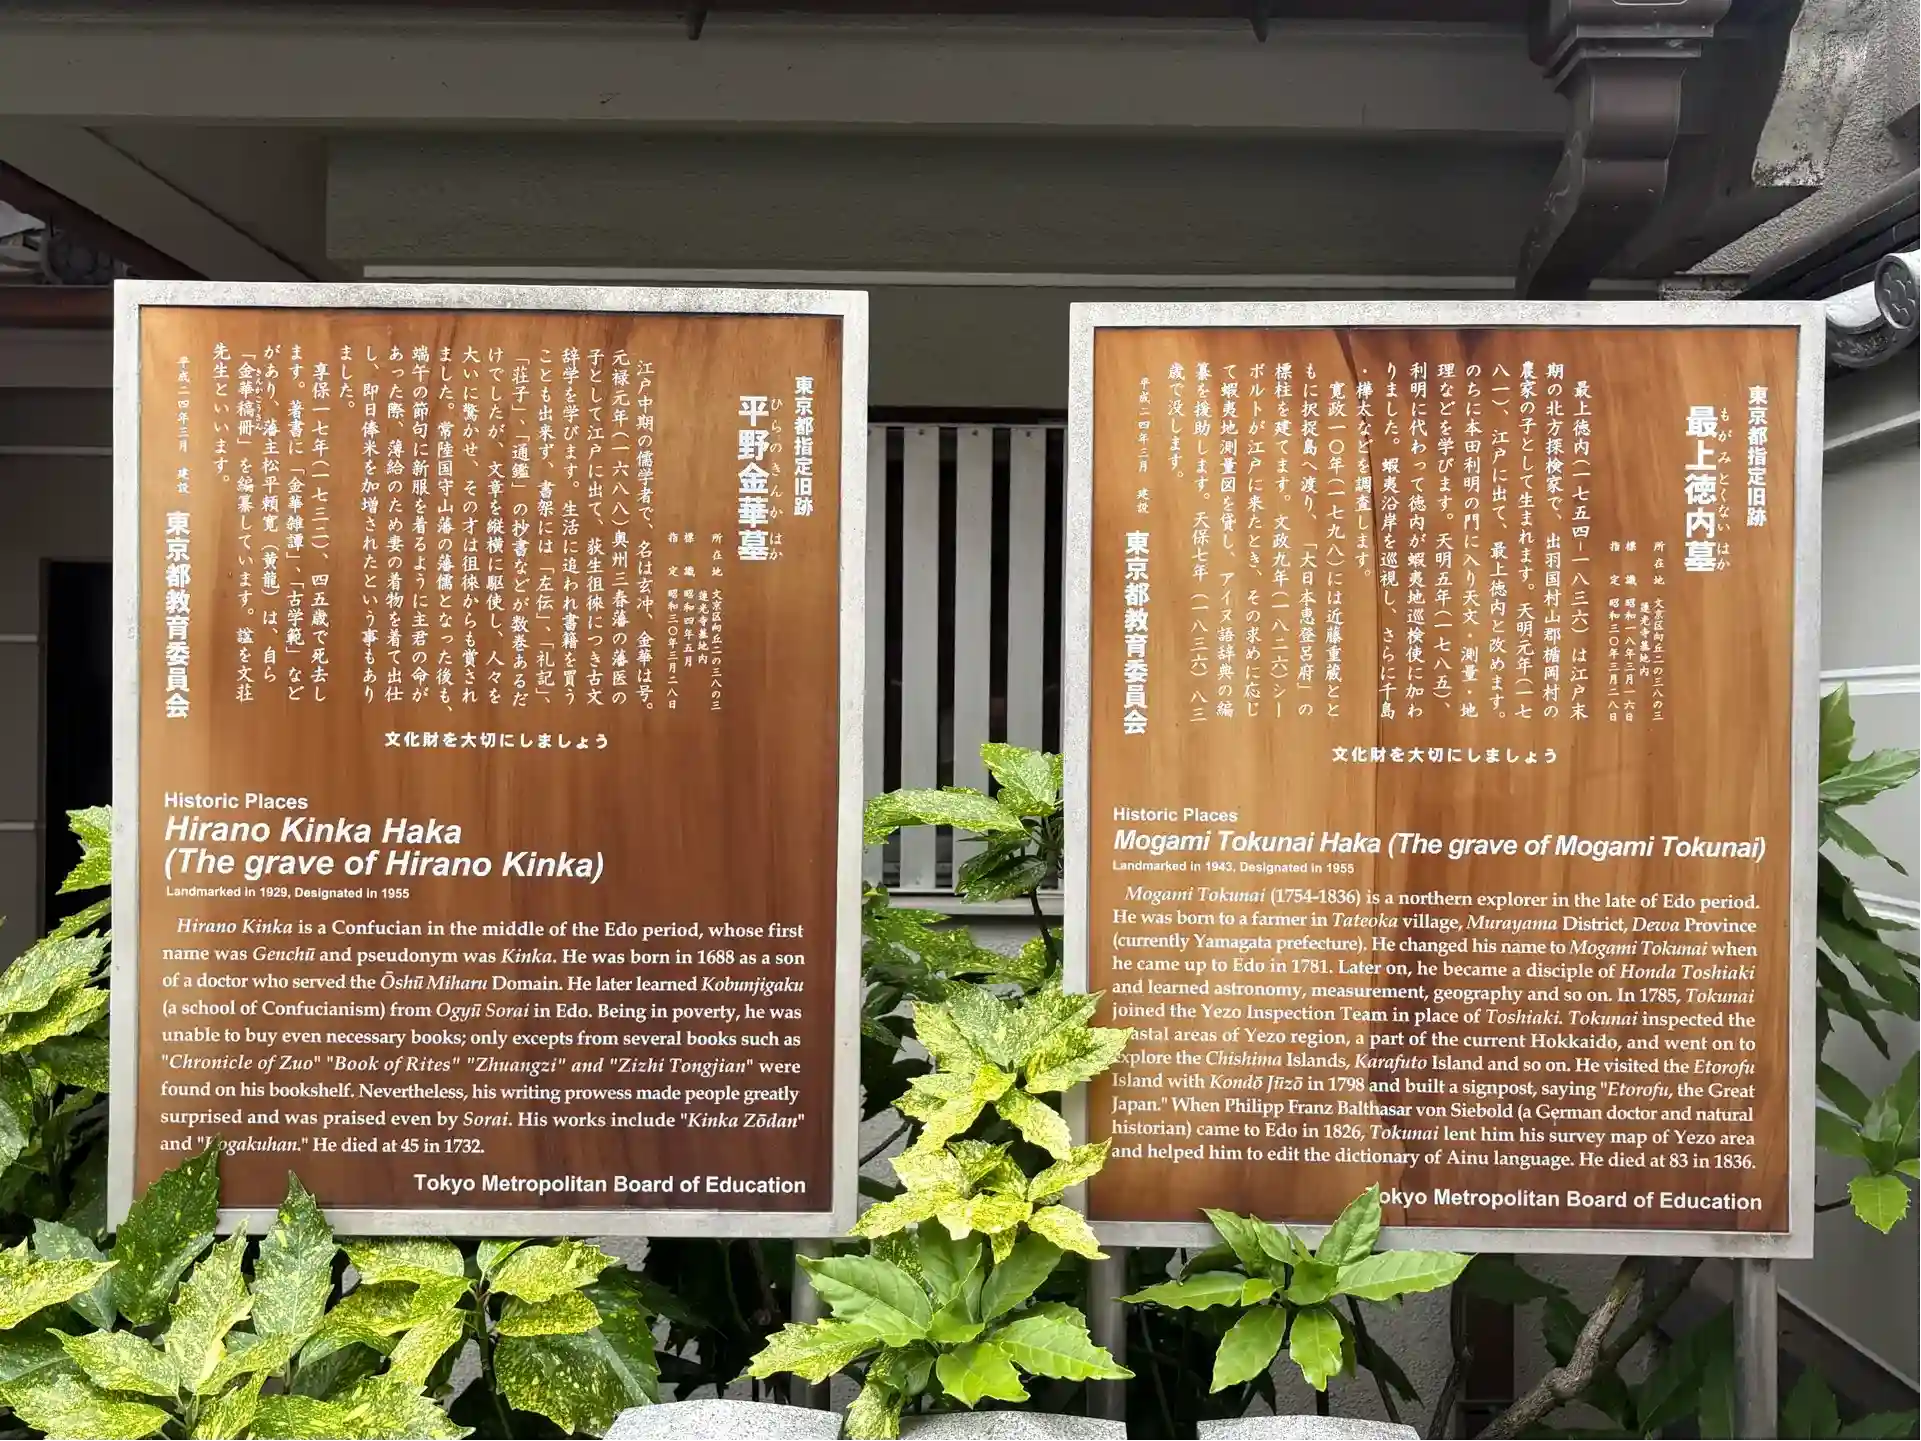 東京都指定旧跡
平野金華墓
ひらのきんかはか
所在地 文京区向丘二の三八の三
蓮光寺墓地内
標識 昭和四年五月
指定 昭和三〇年三月二八日
江戸中期の儒学者で、名は玄冲、金華は号。
元禄元年(一六八八)奥州三春藩の藩医の
子として江戸に出て、荻生徂徠につき古文
辞学を学びます。生活に追われ書籍を買う
ことも出来ず、書架には「左伝」、「礼記」、
「荘子」、「通鑑」の抄書などが数巻あるだ
けでしたが、文章を縦横に駆使し、人々を
大いに驚かせ、その才は徂徠からも賞され
ました。常陸国守山藩の藩儒となった後も、
端午の節句に新服を着るように主君の命が
あった際、薄給のため妻の着物を着て出仕
し、即日俸米を加増されたという事もあり
ました。
享保一七年(一七三二)、四五歳で死去し
ます。著書に「金華雑譚」、「古学範」など
があり、藩主松平頼寛(黄龍)は、自ら
「金華稿冊」を編纂しています。諡を文荘
きんかこうさん
先生といいます。
平成二四年三月 建設 東京都教育委員会
文化財を大切にしましょう
Historic Places
Hirano Kinka Haka
(The grave of Hirano Kinka)
Landmarked in 1929, Designated in 1955
Hirano Kinka is a Confucian in the middle of the Edo period, whose first
name was Genchū and pseudonym was Kinka. He was born in 1688 as a son
of a doctor who served the Ōshū Miharu Domain. He later learned Kobunjigaku
(a school of Confucianism) from Ogyū Sorai in Edo. Being in poverty, he was
unable to buy even necessary books; only excepts from several books such as
"Chronicle of Zuo" "Book of Rites" "Zhuangzi" and "Zizhi Tongjian" were
found on his bookshelf. Nevertheless, his writing prowess made people greatly
surprised and was praised even by Sorai. His works include "Kinka Zōdan"
and "Kogakuhan." He died at 45 in 1732.
Tokyo Metropolitan Board of Education
東京都指定旧跡
最上徳内墓
もがみとくないはか
所在地 文京区向丘二の三八の三
蓮光寺墓地内
標識 昭和一八年三月一六日
指定 昭和三〇年三月二八日
最上徳内(一七五四−一八三六)は江戸末
期の北方探検家で、出羽国村山郡楯岡村の
農家の子として生まれます。天明元年(一七
八一)、江戸に出て、最上徳内と改めます。
のちに本田利明の門に入り天文・測量・地
理などを学びます。天明五年(一七八五)、
利明に代わって徳内が蝦夷地巡検使に加わ
りました。蝦夷沿岸を巡視し、さらに千島
・樺太などを調査します。
寛政一〇年(一七九八)には近藤重蔵とと
もに択捉島へ渡り、「大日本恵登呂府」の
標柱を建てます。文政九年(一八二六)シー
ボルトが江戸に来たとき、その求めに応じ
て蝦夷地測量図を貸し、アイヌ語辞典の編
纂を援助します。天保七年(一八三六)八三
歳で没します。
平成二四年三月 建設 東京都教育委員会
文化財を大切にしましょう
Historic Places
Mogami Tokunai Haka (The grave of Mogami Tokunai)
Landmarked in 1943, Designated in 1955
Mogami Tokunai (1754-1836) is a northern explorer in the late of Edo period.
He was born to a farmer in Tateoka village, Murayama District, Dewa Province
(currently Yamagata prefecture). He changed his name to Mogami Tokunai when
he came up to Edo in 1781. Later on, he became a disciple of Honda Toshiaki
and learned astronomy, measurement, geography and so on. In 1785, Tokunai
joined the Yezo Inspection Team in place of Toshiaki. Tokunai inspected the
coastal areas of Yezo region, a part of the current Hokkaido, and went on to
explore the Chishima Islands, Karafuto Island and so on. He visited the Etorofu
Island with Kondō Jūzō in 1798 and built a signpost, saying "Etorofu, the Great
Japan." When Philipp Franz Balthasar von Siebold (a German doctor and natural
historian) came to Edo in 1826, Tokunai lent him his survey map of Yezo area
and helped him to edit the dictionary of Ainu language. He died at 83 in 1836.
Tokyo Metropolitan Board of Education